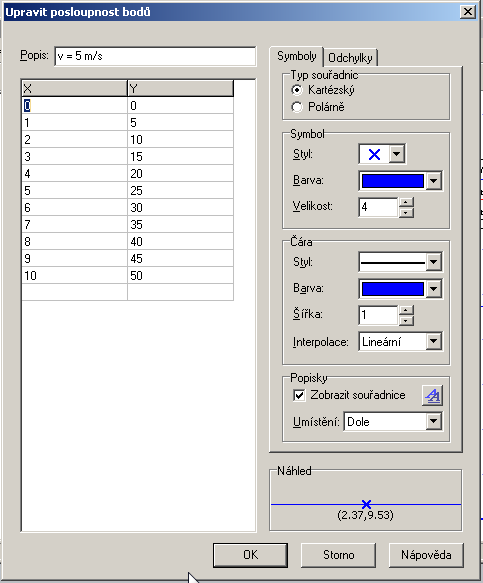 Upravit posloupnost bodů
Popis: v = 5 m/s
X Y
0 0
1 5
2 10
3 15
4 20
5 25
6 30
7 35
8 40
9 45
10 50
Symboly Odchylky
Typ souřadnic
Kartézský
Polárně
Symbol
Styl:
Barva:
Velikost: 4
Čára
Styl:
Barva:
Šířka: 1
Interpolace: Lineární
Popisky
Zobrazit souřadnice
Umístění: Dole
Náhled
(2.37,9.53)
OK Storno Nápověda